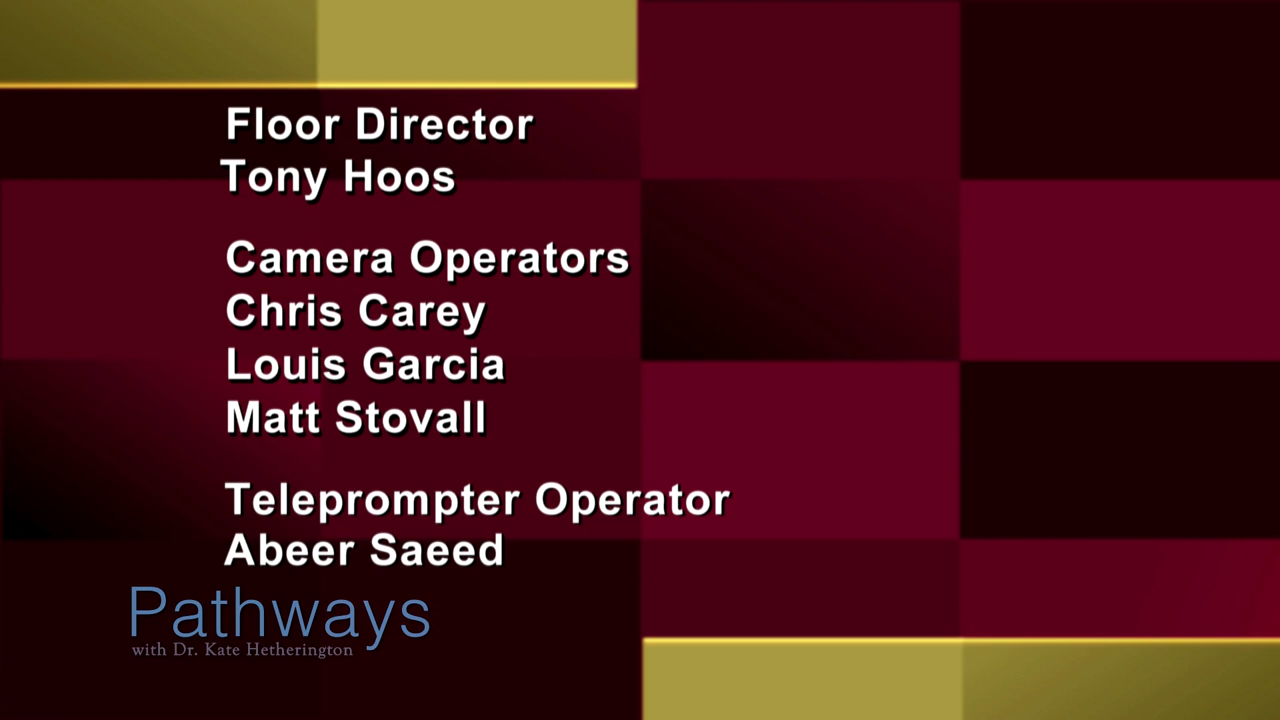 Floor Director
Tony Hoos
Camera Operators
Chris Carey
Louis Garcia
Matt Stovall
Teleprompter Operator
Abeer Saeed
Pathways
with Dr. Kate Hetherington